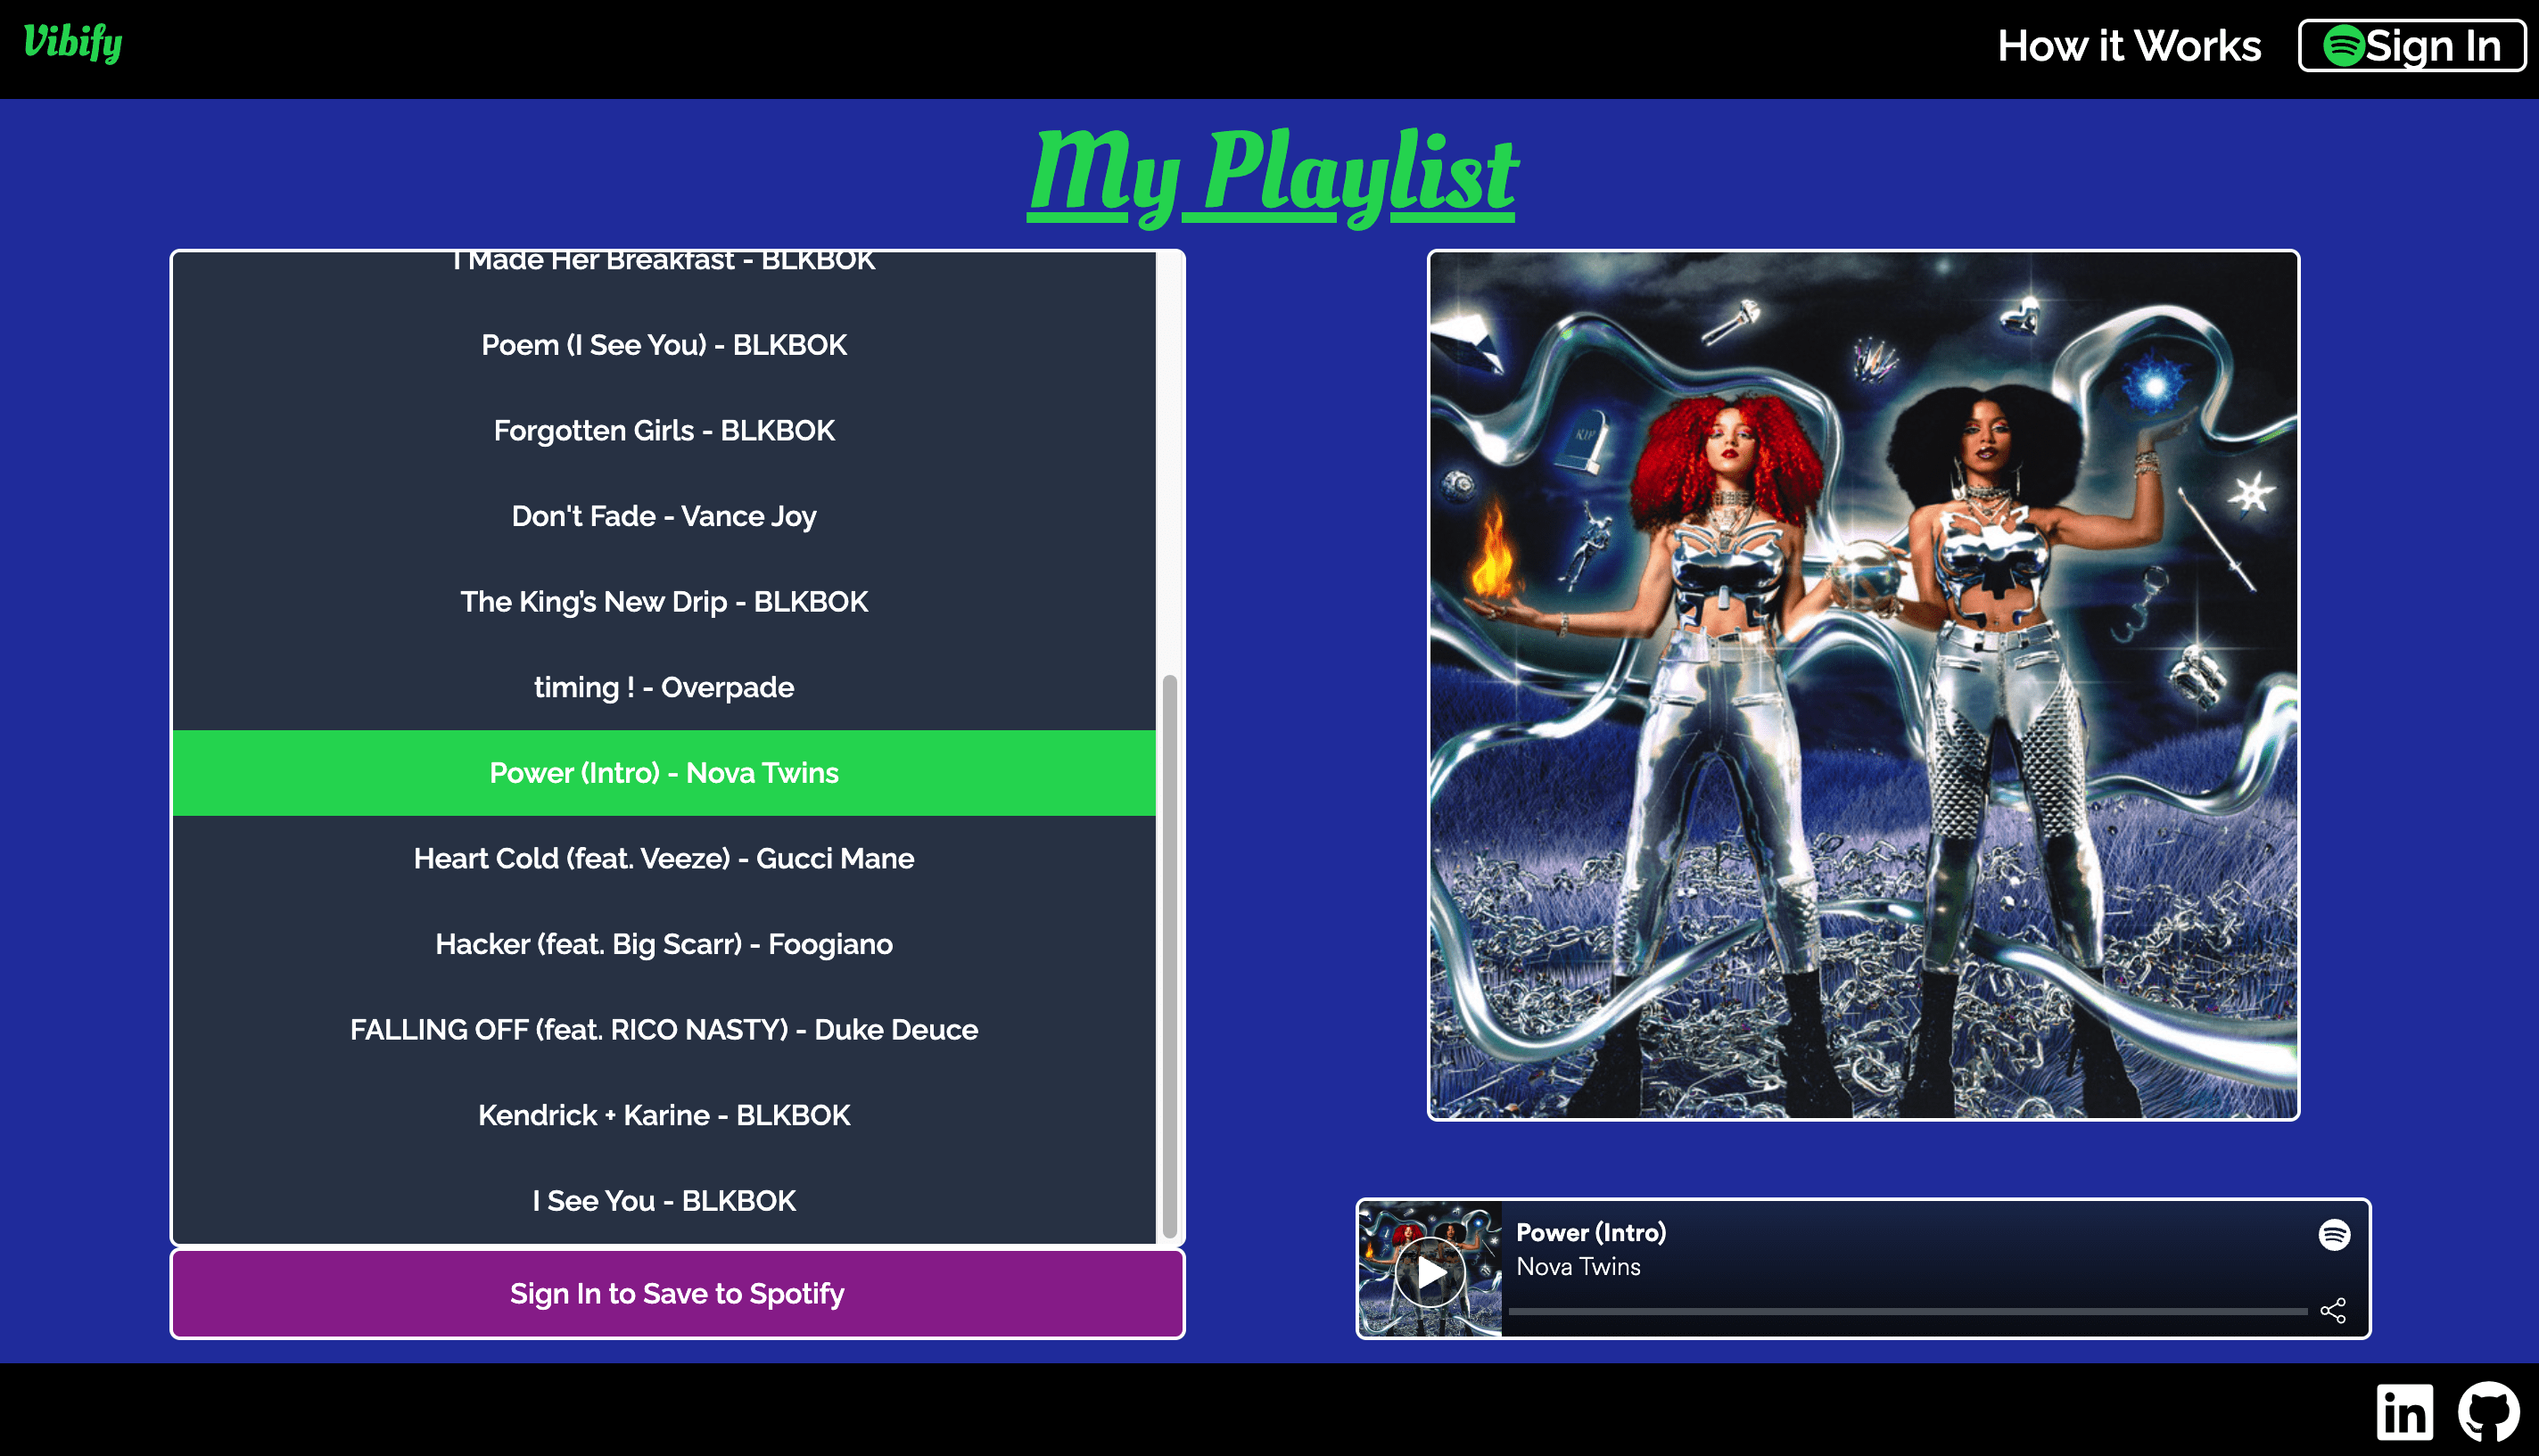 Vibify
How it Works
Sign In
My Playlist
I Made Her Breakfast - BLKBOK
Poem (I See You) - BLKBOK
Forgotten Girls - BLKBOK
Don't Fade - Vance Joy
The King's New Drip - BLKBOK
timing ! - Overpade
Power (Intro) - Nova Twins
Heart Cold (feat. Veeze) - Gucci Mane
Hacker (feat. Big Scarr) - Foogiano
FALLING OFF (feat. RICO NASTY) - Duke Deuce
Kendrick + Karine - BLKBOK
I See You - BLKBOK
Sign In to Save to Spotify
RIP
Power (Intro)
Nova Twins
in